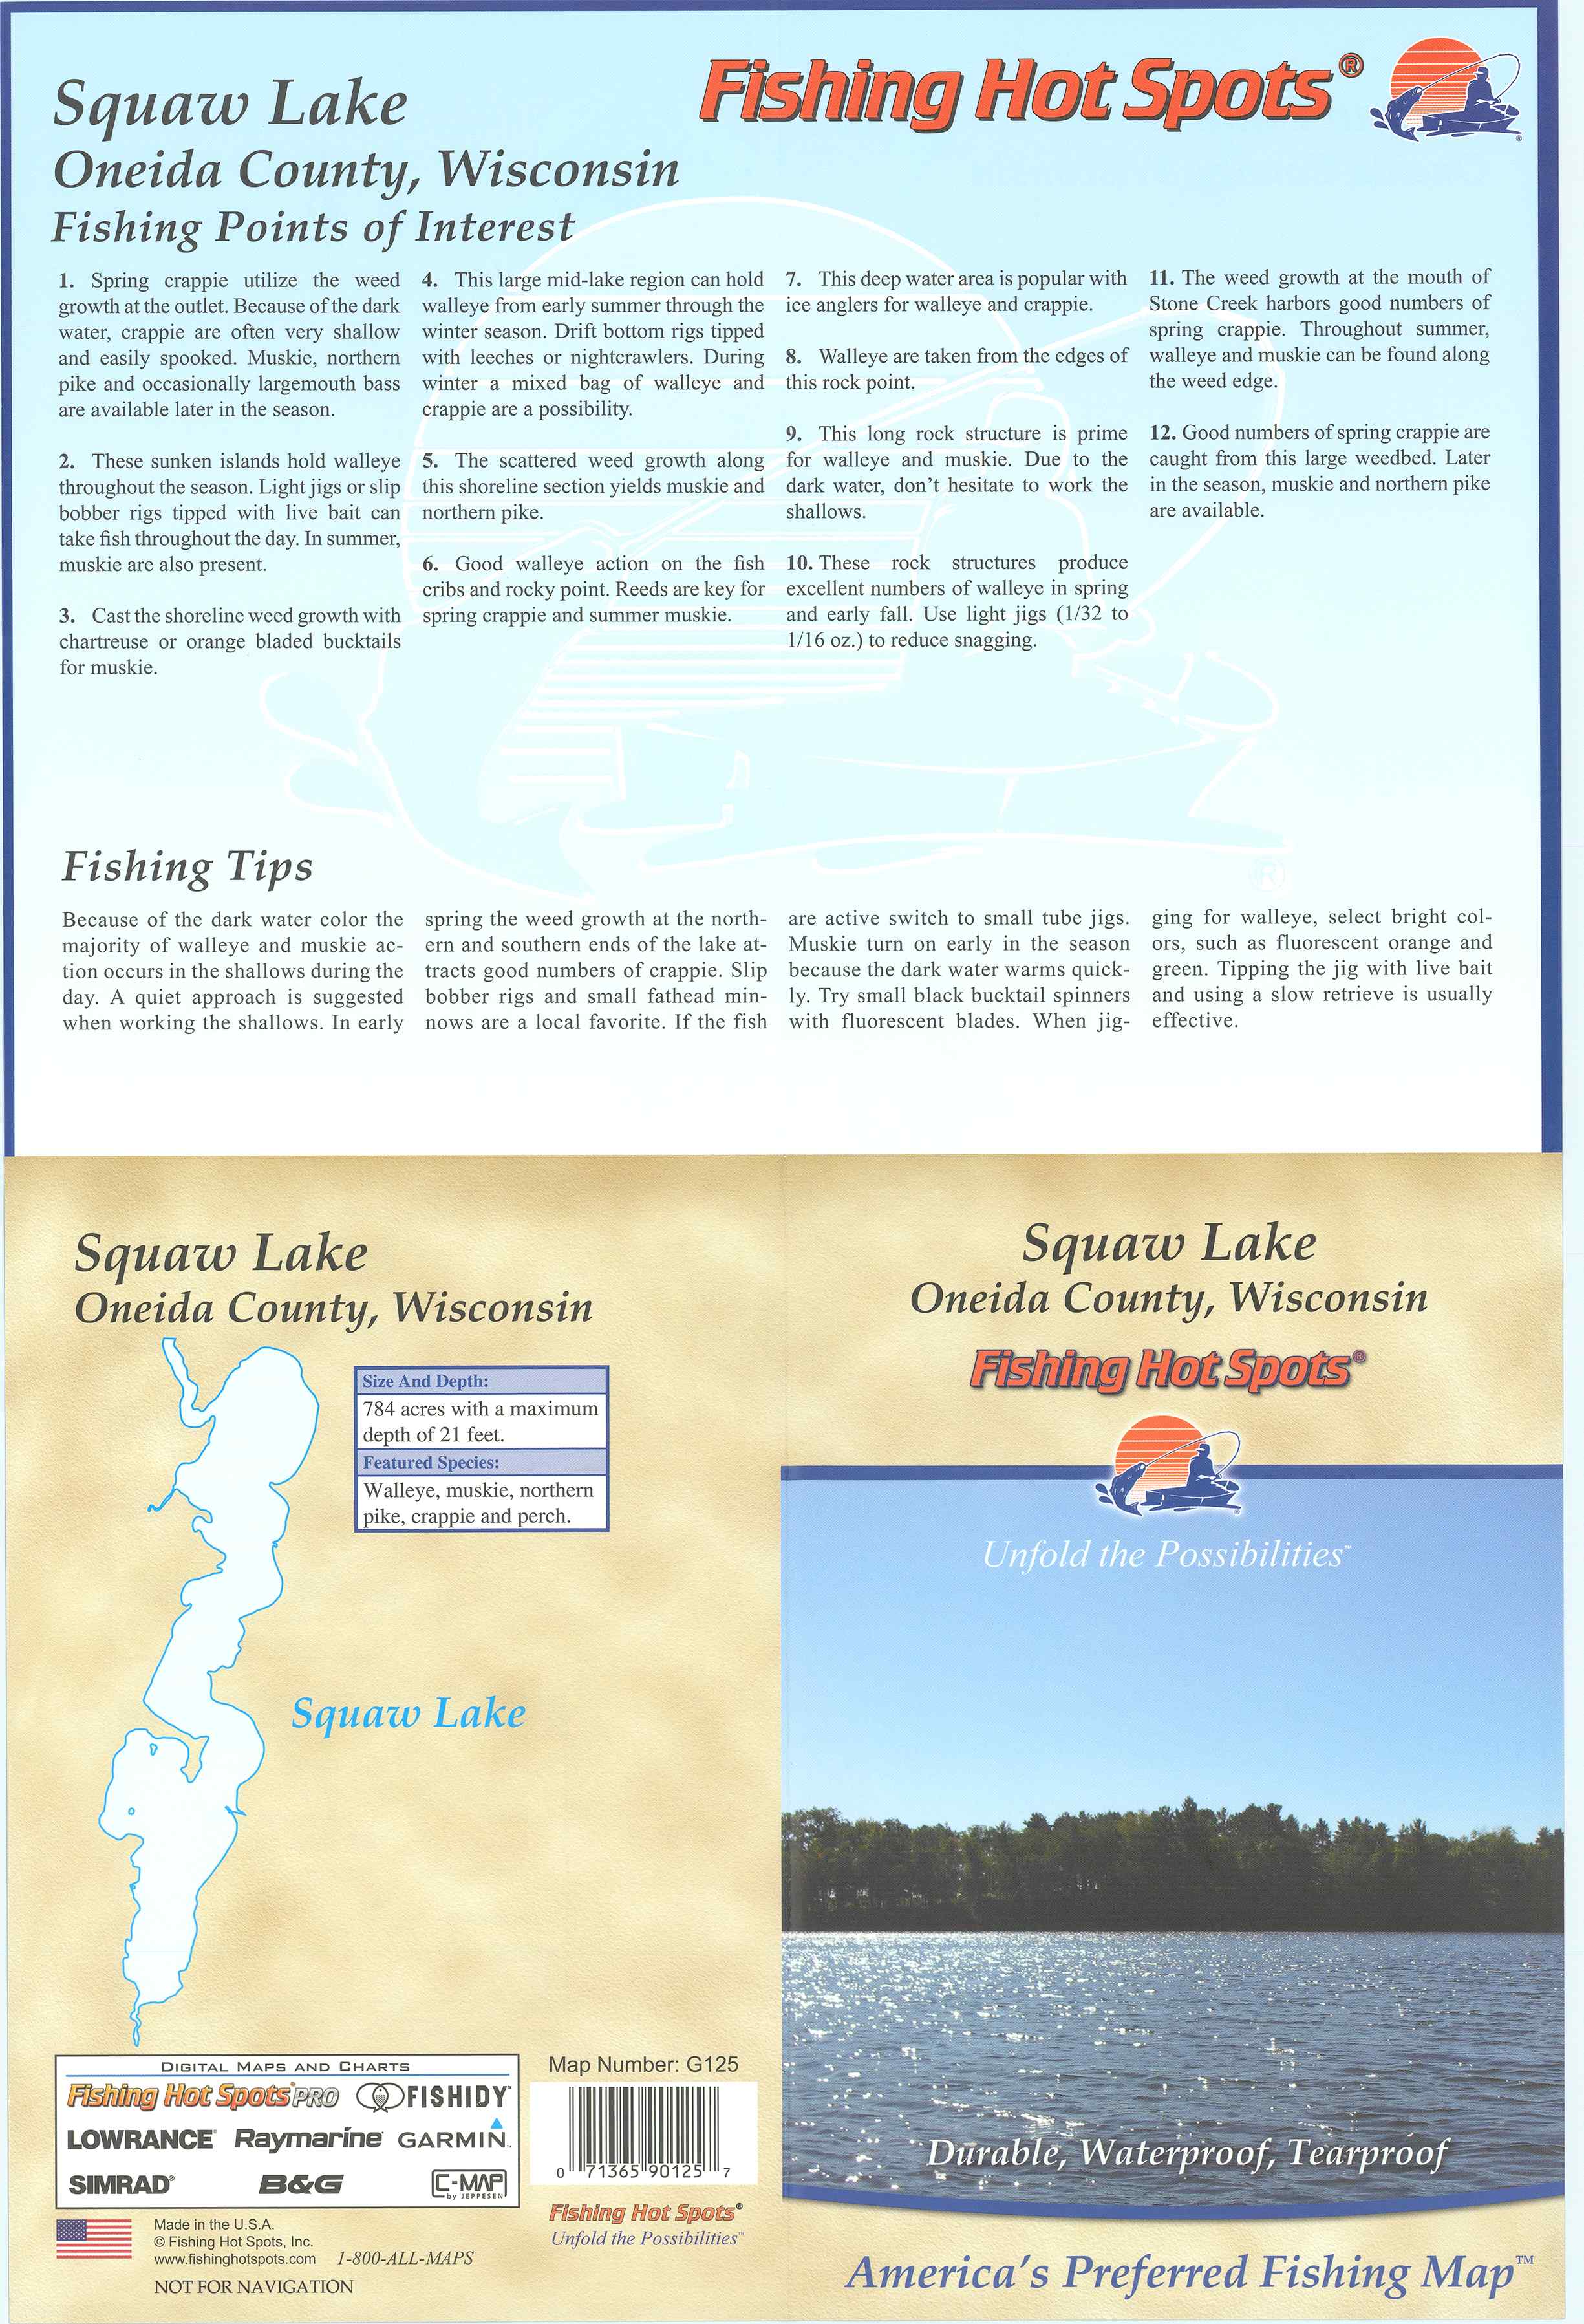 Squaw Lake
Oneida County, Wisconsin
Fishing Points of Interest
Fishing Hot Spots®
1. Spring crappie utilize the weed
growth at the outlet. Because of the dark
water, crappie are often very shallow
and easily spooked. Muskie, northern
pike and occasionally largemouth bass
are available later in the season.
2. These sunken islands hold walleye
throughout the season. Light jigs or slip
bobber rigs tipped with live bait can
take fish throughout the day. In summer,
muskie are also present.
3. Cast the shoreline weed growth with
chartreuse or orange bladed bucktails
for muskie.
4. This large mid-lake region can hold
walleye from early summer through the
winter season. Drift bottom rigs tipped
with leeches or nightcrawlers. During
winter a mixed bag of walleye and
crappie are a possibility.
5. The scattered weed growth along
this shoreline section yields muskie and
northern pike.
6. Good walleye action on the fish
cribs and rocky point. Reeds are key for
spring crappie and summer muskie.
7. This deep water area is popular with
ice anglers for walleye and crappie.
8. Walleye are taken from the edges of
this rock point.
9. This long rock structure is prime
for walleye and muskie. Due to the
dark water, don't hesitate to work the
shallows.
10. These rock structures produce
excellent numbers of walleye in spring
and early fall. Use light jigs (1/32 to
1/16 oz.) to reduce snagging.
11. The weed growth at the mouth of
Stone Creek harbors good numbers of
spring crappie. Throughout summer,
walleye and muskie can be found along
the weed edge.
12. Good numbers of spring crappie are
caught from this large weedbed. Later
in the season, muskie and northern pike
are available.
Fishing Tips
Because of the dark water color the
majority of walleye and muskie ac-
tion occurs in the shallows during the
day. A quiet approach is suggested
when working the shallows. In early
spring the weed growth at the north-
ern and southern ends of the lake at-
tracts good numbers of crappie. Slip
bobber rigs and small fathead min-
nows are a local favorite. If the fish
are active switch to small tube jigs.
Muskie turn on early in the season
because the dark water warms quick-
ly. Try small black bucktail spinners
with fluorescent blades. When jig-
ging for walleye, select bright col-
ors, such as fluorescent orange and
green. Tipping the jig with live bait
and using a slow retrieve is usually
effective.
Squaw Lake
Oneida County, Wisconsin
Size And Depth:
784 acres with a maximum
depth of 21 feet.
Featured Species:
Walleye, muskie, northern
pike, crappie and perch.
Squaw Lake
DIGITAL MAPS AND CHARTS
Fishing Hot Spots® PRO FISHIDY™
LOWRANCE® Raymarine® GARMIN™
SIMRAD® B&G C-MAP
by JEPPESEN
Map Number: G125
0 71365 90125 7
Fishing Hot Spots®
Unfold the Possibilities™
Made in the U.S.A.
© Fishing Hot Spots, Inc.
www.fishinghotspots.com 1-800-ALL-MAPS
NOT FOR NAVIGATION
Squaw Lake
Oneida County, Wisconsin
Fishing Hot Spots®
Unfold the Possibilities™
Durable, Waterproof, Tearproof
America's Preferred Fishing Map™